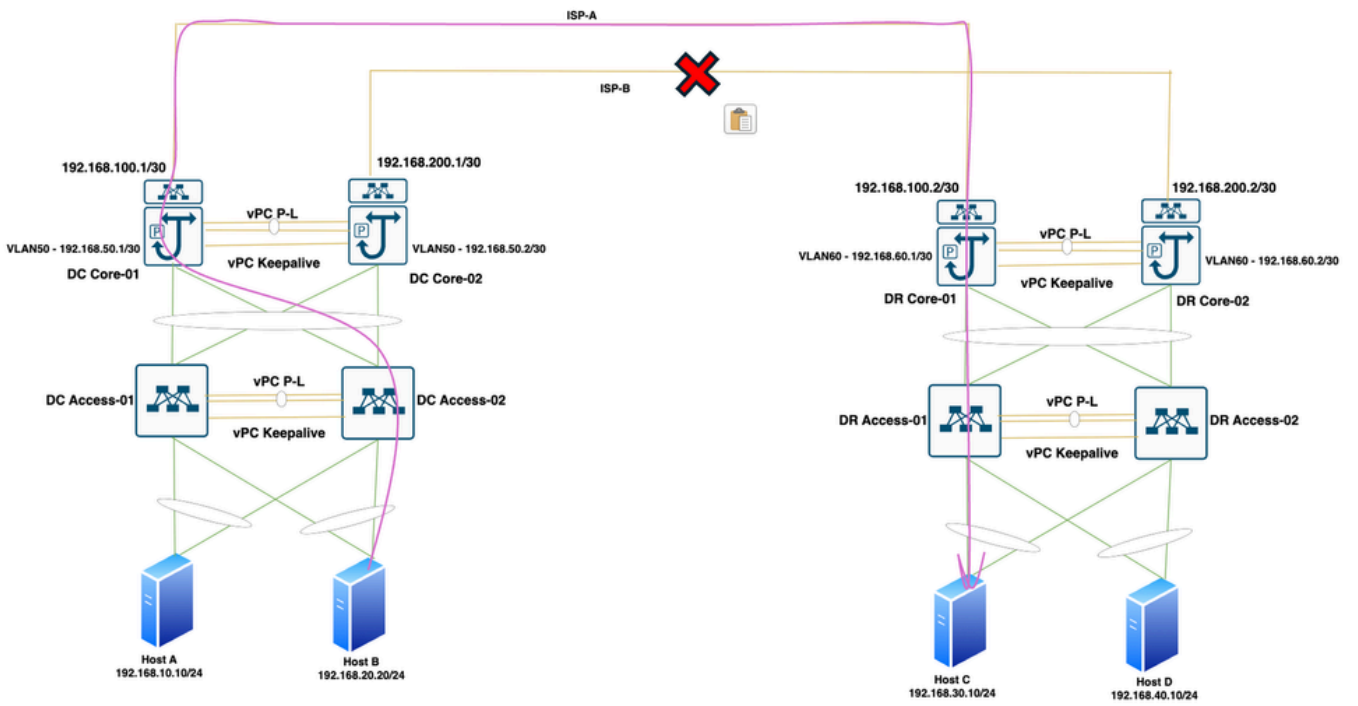 ISP-A
ISP-B
192.168.100.1/30
192.168.200.1/30
192.168.100.2/30
192.168.200.2/30
P
vPC P-L
P
VLAN50 - 192.168.50.1/30
VLAN50 - 192.168.50.2/30
vPC Keepalive
DC Core-01
DC Core-02
P
vPC P-L
P
VLAN60 - 192.168.60.1/30
VLAN60 - 192.168.60.2/30
vPC Keepalive
DR Core-01
DR Core-02
DC Access-01
vPC P-L
DC Access-02
vPC Keepalive
DR Access-01
vPC P-L
DR Access-02
vPC Keepalive
Host A
192.168.10.10/24
Host B
192.168.20.20/24
Host C
192.168.30.10/24
Host D
192.168.40.10/24